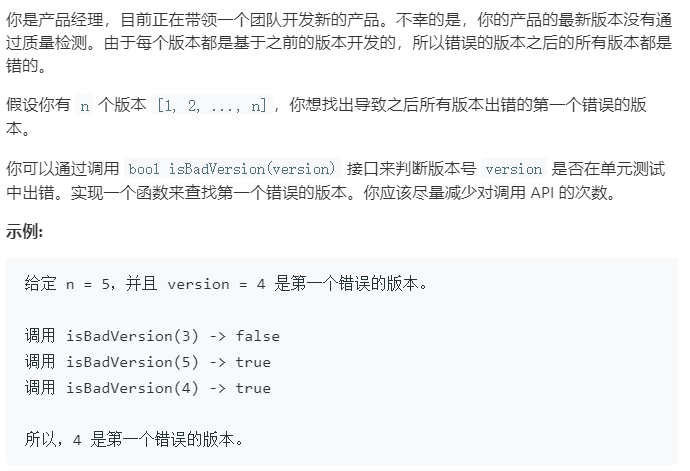 你是产品经理，目前正在带领一个团队开发新的产品。不幸的是，你的产品的最新版本没有通
过质量检测。由于每个版本都是基于之前的版本开发的，所以错误的版本之后的所有版本都是
错的。
假设你有 n 个版本 [1, 2, ..., n]，你想找出导致之后所有版本出错的第一个错误的版
本。
你可以通过调用 bool isBadVersion(version) 接口来判断版本号 version 是否在单元测试
中出错。实现一个函数来查找第一个错误的版本。你应该尽量减少对调用 API 的次数。
示例:
给定 n = 5，并且 version = 4 是第一个错误的版本。
调用 isBadVersion(3) -> false
调用 isBadVersion(5) -> true
调用 isBadVersion(4) -> true
所以，4 是第一个错误的版本。